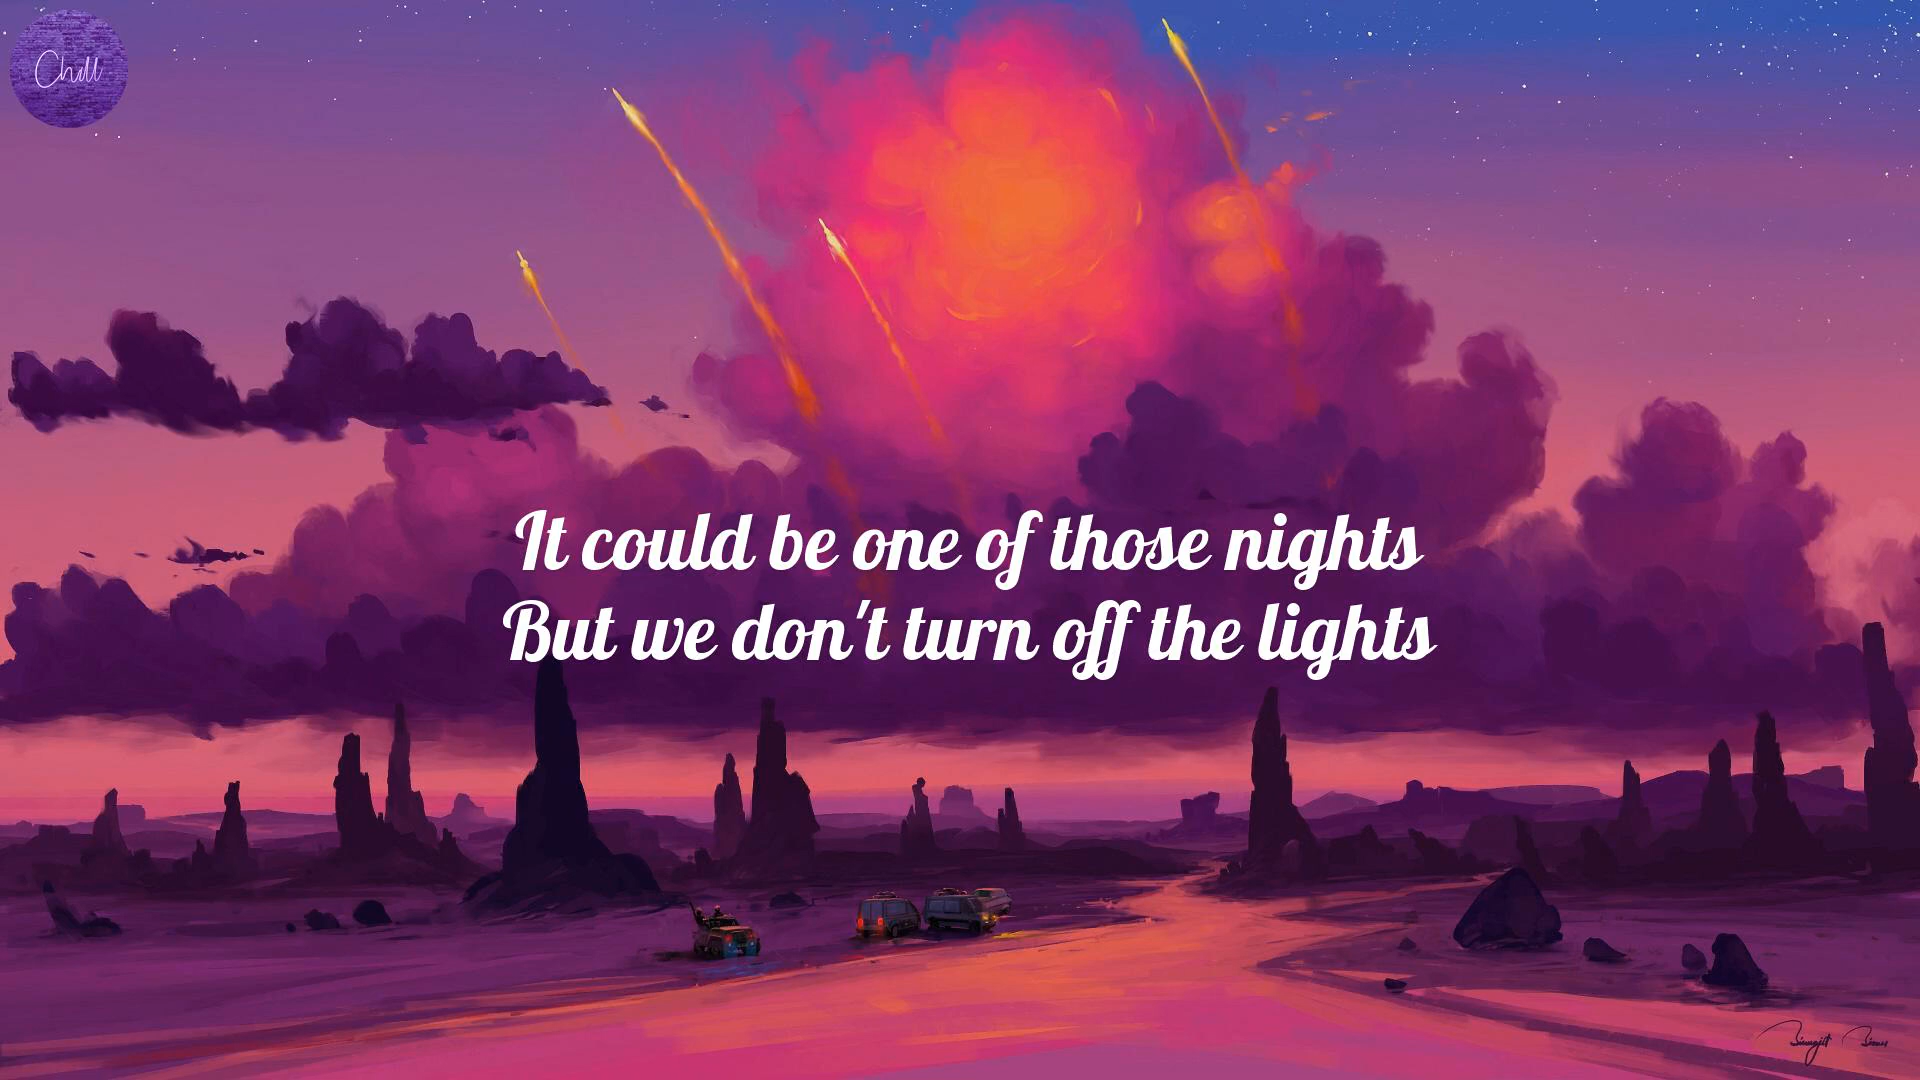 Chill
It could be one of those nights
But we don't turn off the lights